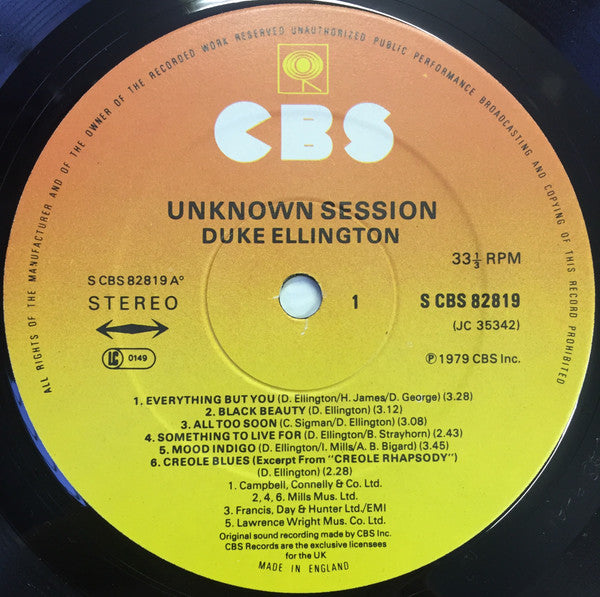 ALL RIGHTS OF THE MANUFACTURER AND OF THE OWNER OF THE RECORDED WORK RESERVED UNAUTHORIZED PUBLIC PERFORMANCE BROADCASTING AND COPYING OF THIS RECORD PROHIBITED
CBS
UNKNOWN SESSION
DUKE ELLINGTON
33⅓ RPM
S CBS 82819 A°
STEREO
1
S CBS 82819
(JC 35342)
LC 0149
℗ 1979 CBS Inc.
1. EVERYTHING BUT YOU (D. Ellington/H. James/D. George) (3.28)
2. BLACK BEAUTY (D. Ellington) (3.12)
3. ALL TOO SOON (C. Sigman/D. Ellington) (3.08)
4. SOMETHING TO LIVE FOR (D. Ellington/B. Strayhorn) (2.43)
5. MOOD INDIGO (D. Ellington/I. Mills/A. B. Bigard) (3.45)
6. CREOLE BLUES (Excerpt From "CREOLE RHAPSODY")
(D. Ellington) (2.28)
1. Campbell, Connelly & Co. Ltd.
2, 4, 6. Mills Mus. Ltd.
3. Francis, Day & Hunter Ltd./EMI
5. Lawrence Wright Mus. Co. Ltd.
Original sound recording made by CBS Inc.
CBS Records are the exclusive licensees
for the UK
MADE IN ENGLAND